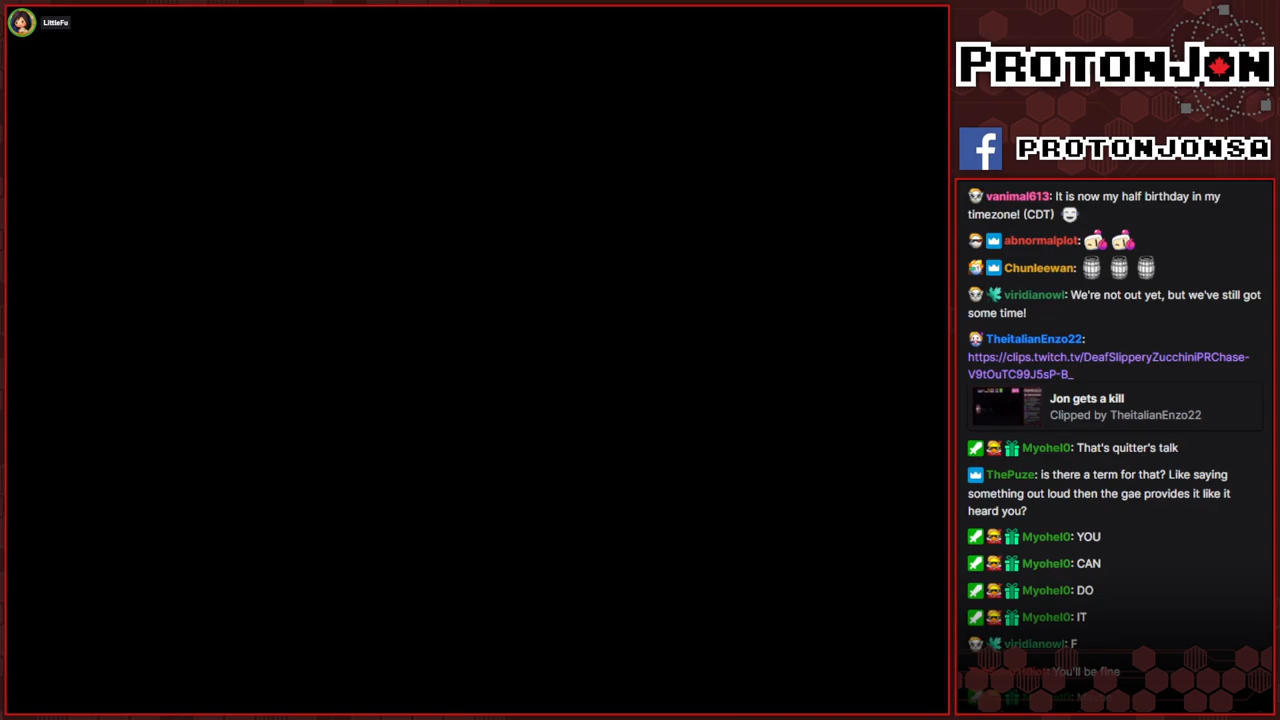 LittleFu
PROTONJON
PROTONJONSA
vanimal613: It is now my half birthday in my
timezone! (CDT)
abnormalplot:
Chunleewan:
viridianowl: We're not out yet, but we've still got
some time!
TheitalianEnzo22:
https://clips.twitch.tv/DeafSlipperyZucchiniPRChase-
V9tOuTC99J5sP-B_
Jon gets a kill
Clipped by TheitalianEnzo22
Myohel0: That's quitter's talk
ThePuze: is there a term for that? Like saying
something out loud then the gae provides it like it
heard you?
Myohel0: YOU
Myohel0: CAN
Myohel0: DO
Myohel0: IT
viridianowl: F
You'll be fine